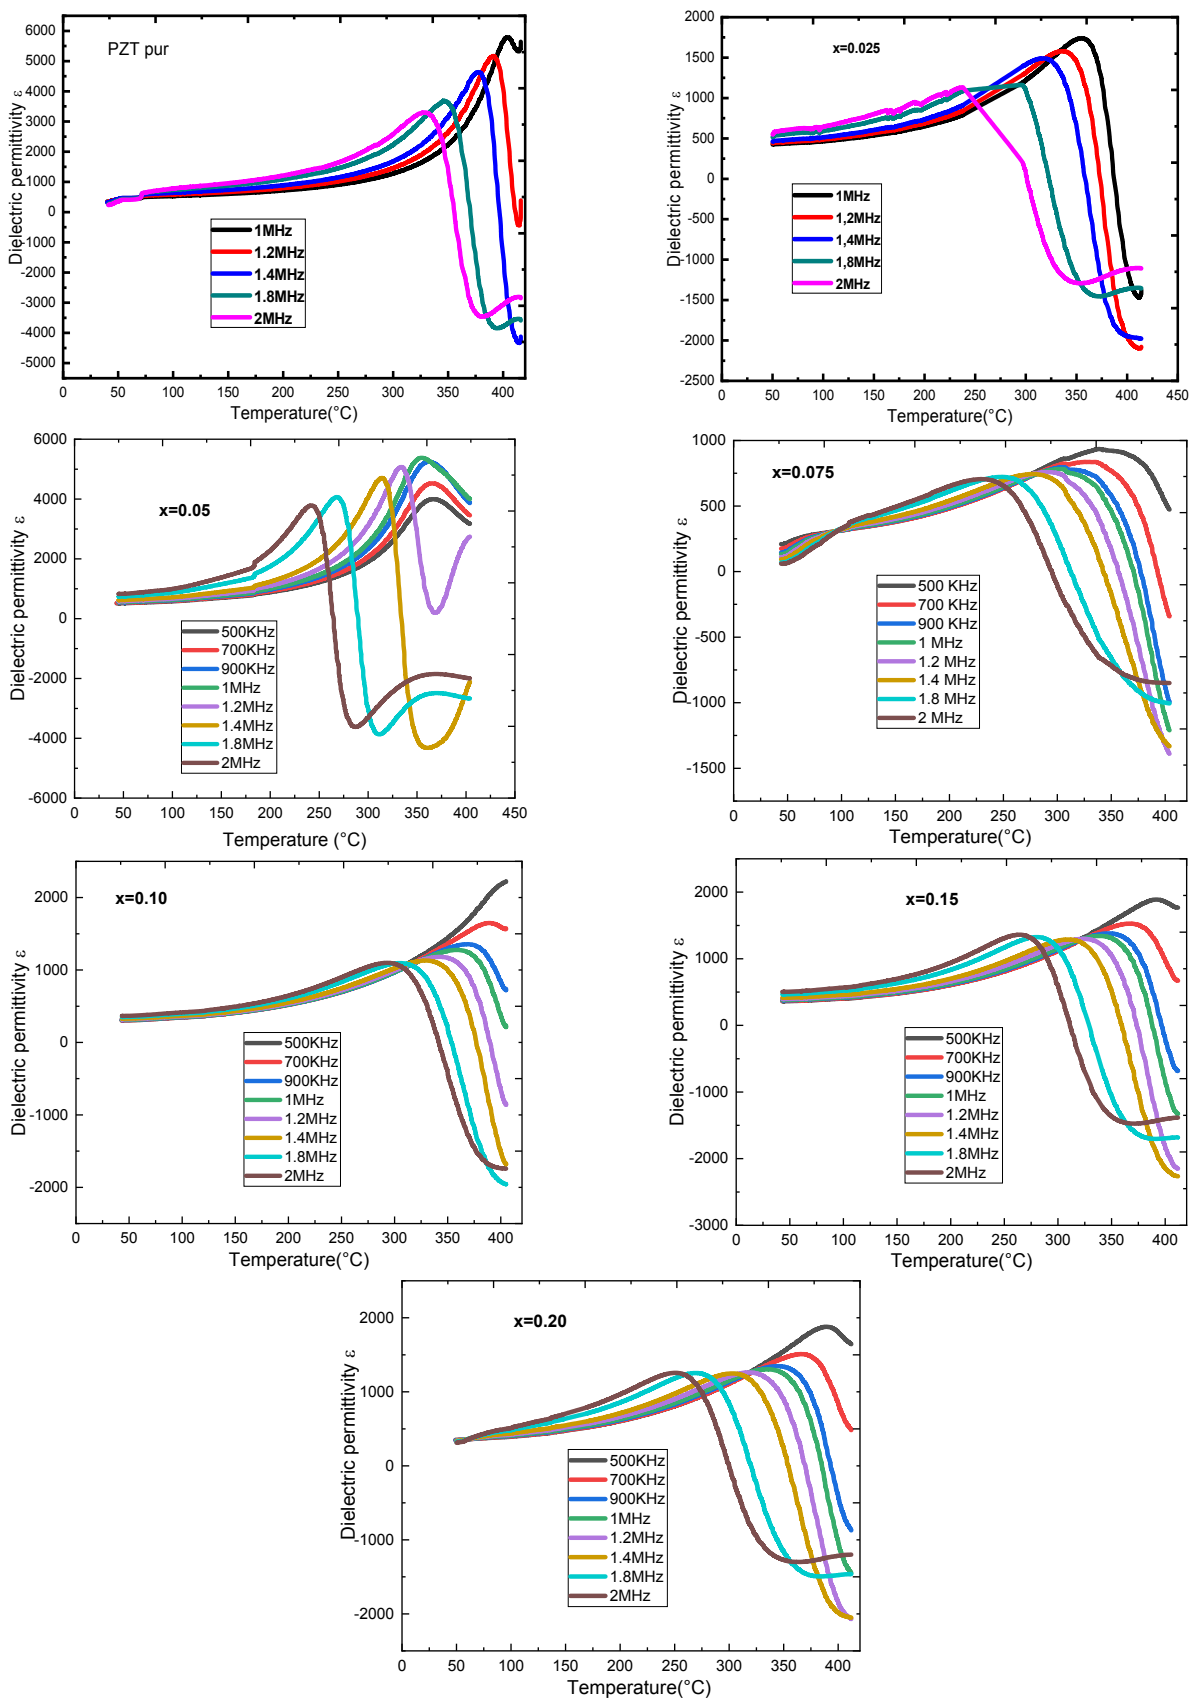 PZT pur
Dielectric permittivity ε
6000
5000
4000
3000
2000
1000
0
-1000
-2000
-3000
-4000
-5000
1MHz
1.2MHz
1.4MHz
1.8MHz
2MHz
0 50 100 150 200 250 300 350 400
Temperature(°C)
x=0.025
Dielectric permittivity ε
2000
1500
1000
500
0
-500
-1000
-1500
-2000
-2500
1MHz
1,2MHz
1,4MHz
1,8MHz
2MHz
0 50 100 150 200 250 300 350 400 450
Temperature(°C)
x=0.05
Dielectric permittivity ε
6000
4000
2000
0
-2000
-4000
-6000
500KHz
700KHz
900KHz
1MHz
1.2MHz
1.4MHz
1.8MHz
2MHz
0 50 100 150 200 250 300 350 400 450
Temperature (°C)
x=0.075
Dielectric permittivity ε
1000
500
0
-500
-1000
-1500
500 KHz
700 KHz
900 KHz
1 MHz
1.2 MHz
1.4 MHz
1.8 MHz
2 MHz
0 50 100 150 200 250 300 350 400
Temperature(°C)
x=0.10
Dielectric permittivity ε
2000
1000
0
-1000
-2000
500KHz
700KHz
900KHz
1MHz
1.2MHz
1.4MHz
1.8MHz
2MHz
0 50 100 150 200 250 300 350 400
Temperature(°C)
x=0.15
Dielectric permittivity ε
2000
1000
0
-1000
-2000
-3000
500KHz
700KHz
900KHz
1MHz
1.2MHz
1.4MHz
1.8MHz
2MHz
0 50 100 150 200 250 300 350 400
Temperature(°C)
x=0.20
Dielectric permittivity ε
2000
1000
0
-1000
-2000
500KHz
700KHz
900KHz
1MHz
1.2MHz
1.4MHz
1.8MHz
2MHz
0 50 100 150 200 250 300 350 400
Temperature(°C)